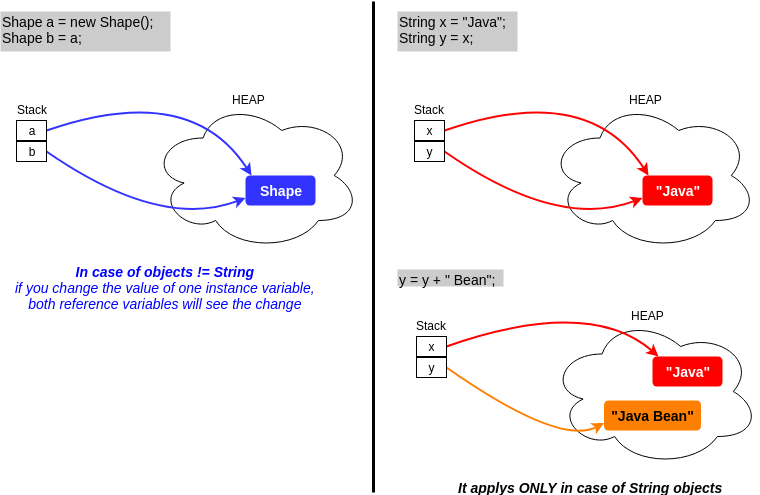 Shape a = new Shape();
Shape b = a;
Stack
HEAP
a
b
Shape
In case of objects != String
if you change the value of one instance variable,
both reference variables will see the change
String x = "Java";
String y = x;
Stack
HEAP
x
y
"Java"
y = y + " Bean";
Stack
HEAP
x
y
"Java"
"Java Bean"
It applys ONLY in case of String objects